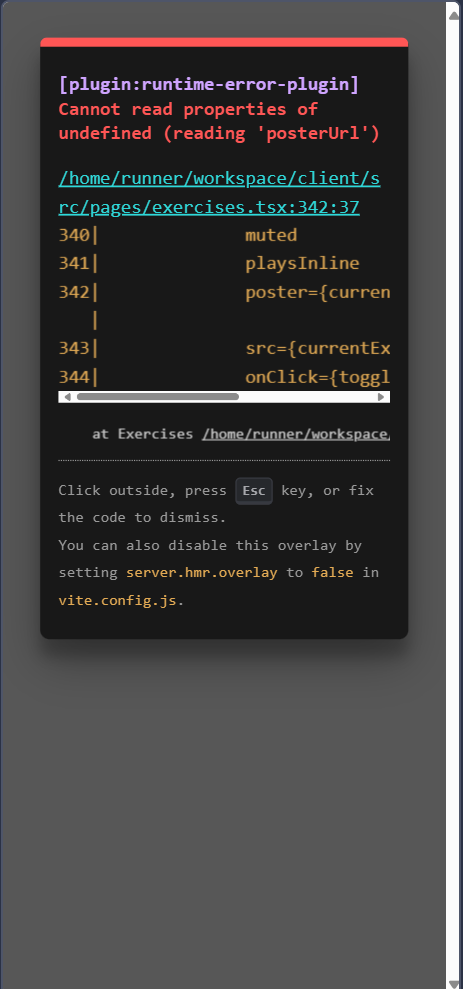 [plugin:runtime-error-plugin]
Cannot read properties of
undefined (reading 'posterUrl')
/home/runner/workspace/client/s
rc/pages/exercises.tsx:342:37
340|             muted
341|             playsInline
342|             poster={curren
|
343|             src={currentEx
344|             onClick={toggl
at Exercises /home/runner/workspace/
Click outside, press Esc key, or fix
the code to dismiss.
You can also disable this overlay by
setting server.hmr.overlay to false in
vite.config.js.